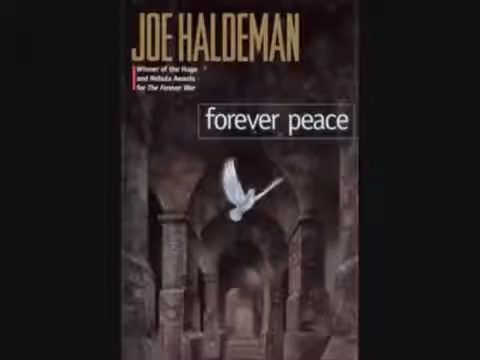 JOE HALDEMAN
Winner of the Hugo
and Nebula Awards
for The Forever War
forever peace